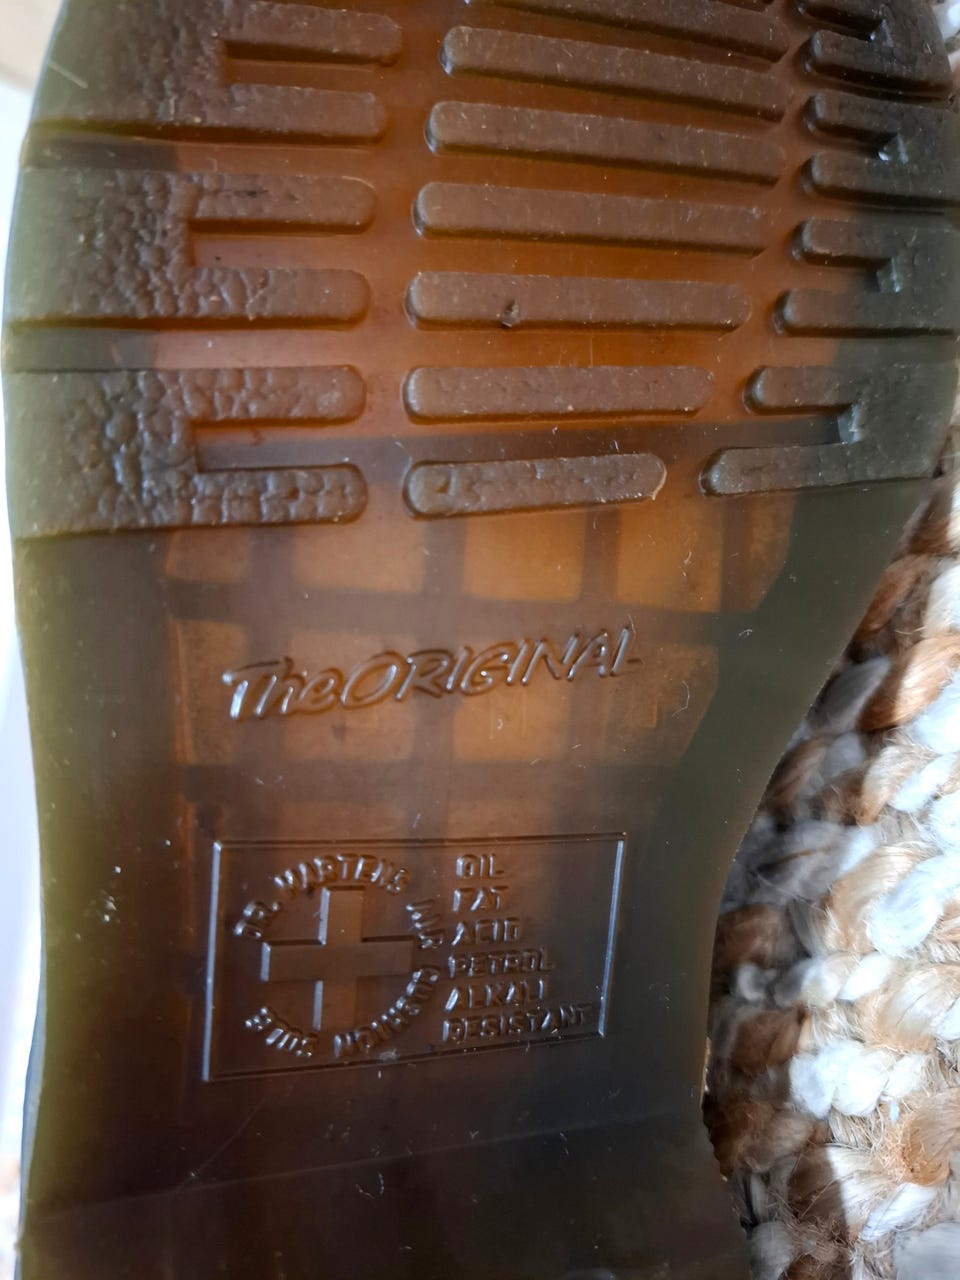 The ORIGINAL
DR. MARTENS AIR CUSHION SOLE
OIL
FAT
ACID
PETROL
ALKALI
RESISTANT